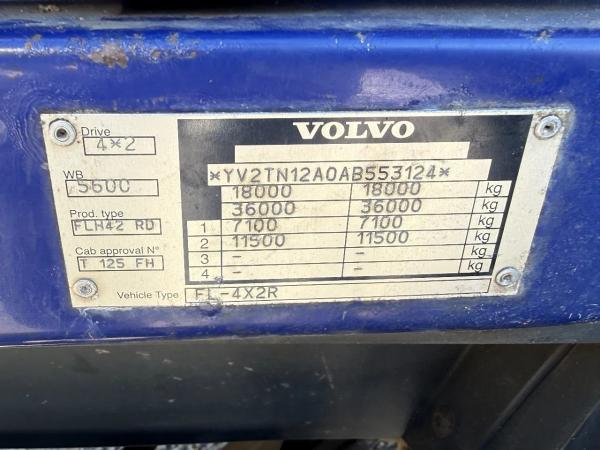 Drive
4*2
WB
5600
Prod. type
FLH42 RD
Cab approval N°
T 125 FH
VOLVO
*YV2TN12A0AB553124*
18000 18000 kg
36000 36000 kg
1 7100 7100 kg
2 11500 11500 kg
3 - - kg
4 - - kg
Vehicle Type FL-4X2R